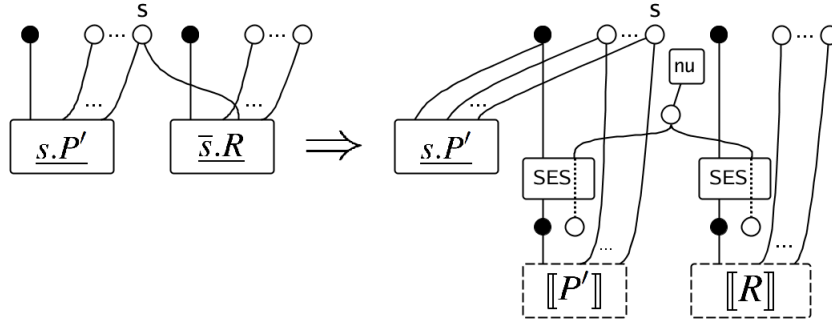 s s
... ... nu
... ... ... ...
s.P′ s̅.R ⟹ s.P′
SES SES
... ...
⟦P′⟧ ⟦R⟧